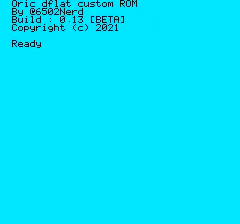 Oric dflat custom ROM
By @6502Nerd
Build : 0.13 [BETA]
Copyright (c) 2021
Ready